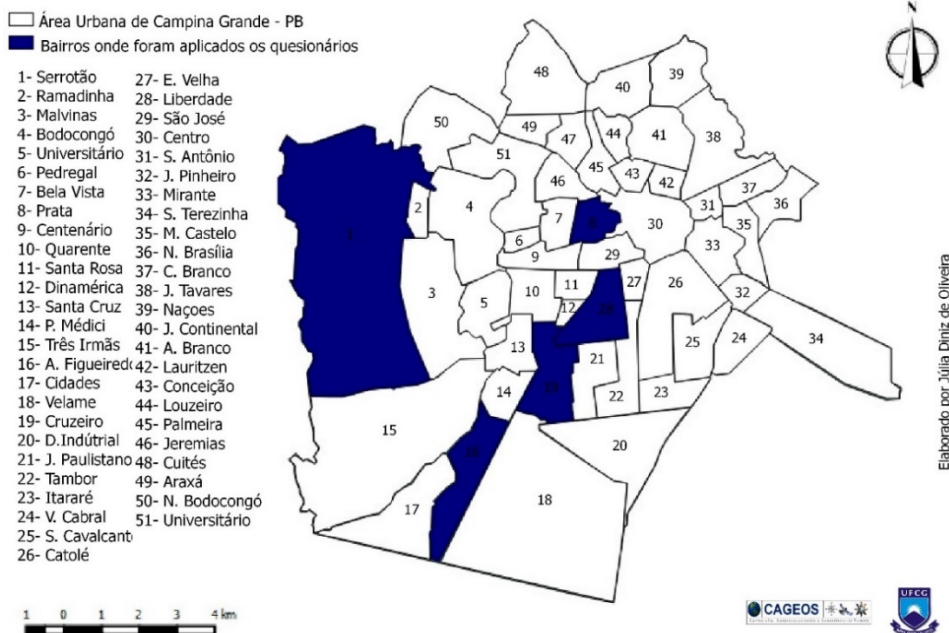 Área Urbana de Campina Grande - PB
Bairros onde foram aplicados os quesionários
1- Serrotão
2- Ramadinha
3- Malvinas
4- Bodocongó
5- Universitário
6- Pedregal
7- Bela Vista
8- Prata
9- Centenário
10- Quarente
11- Santa Rosa
12- Dinamérica
13- Santa Cruz
14- P. Médici
15- Três Irmãs
16- A. Figueiredo
17- Cidades
18- Velame
19- Cruzeiro
20- D.Indútrial
21- J. Paulistano
22- Tambor
23- Itararé
24- V. Cabral
25- S. Cavalcant
26- Catolé
27- E. Velha
28- Liberdade
29- São José
30- Centro
31- S. Antônio
32- J. Pinheiro
33- Mirante
34- S. Terezinha
35- M. Castelo
36- N. Brasília
37- C. Branco
38- J. Tavares
39- Naçoes
40- J. Continental
41- A. Branco
42- Lauritzen
43- Conceição
44- Louzeiro
45- Palmeira
46- Jeremias
48- Cuités
49- Araxá
50- N. Bodocongó
51- Universitário
N
48
40
39
50
49
47
44
41
38
51
45
43
42
46
37
36
1
2
4
7
8
30
31
35
6
29
33
9
3
5
10
11
27
26
32
12
28
13
21
25
24
34
14
19
22
23
15
16
20
17
18
1 0 1 2 3 4 km
Elaborado por Júlia Diniz de Oliveira
CAGEOS
UFCG